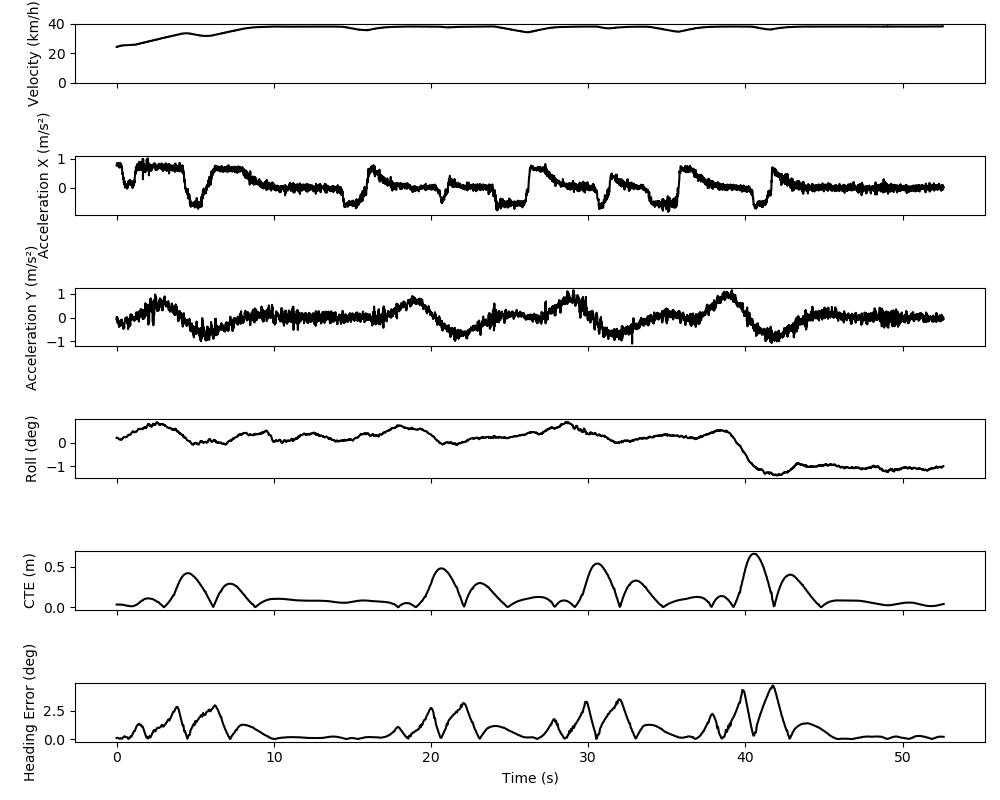 Velocity (km/h)
40
20
0
Acceleration X (m/s²)
1
0
Acceleration Y (m/s²)
1
0
−1
Roll (deg)
0
−1
CTE (m)
0.5
0.0
Heading Error (deg)
2.5
0.0
0 10 20 30 40 50
Time (s)